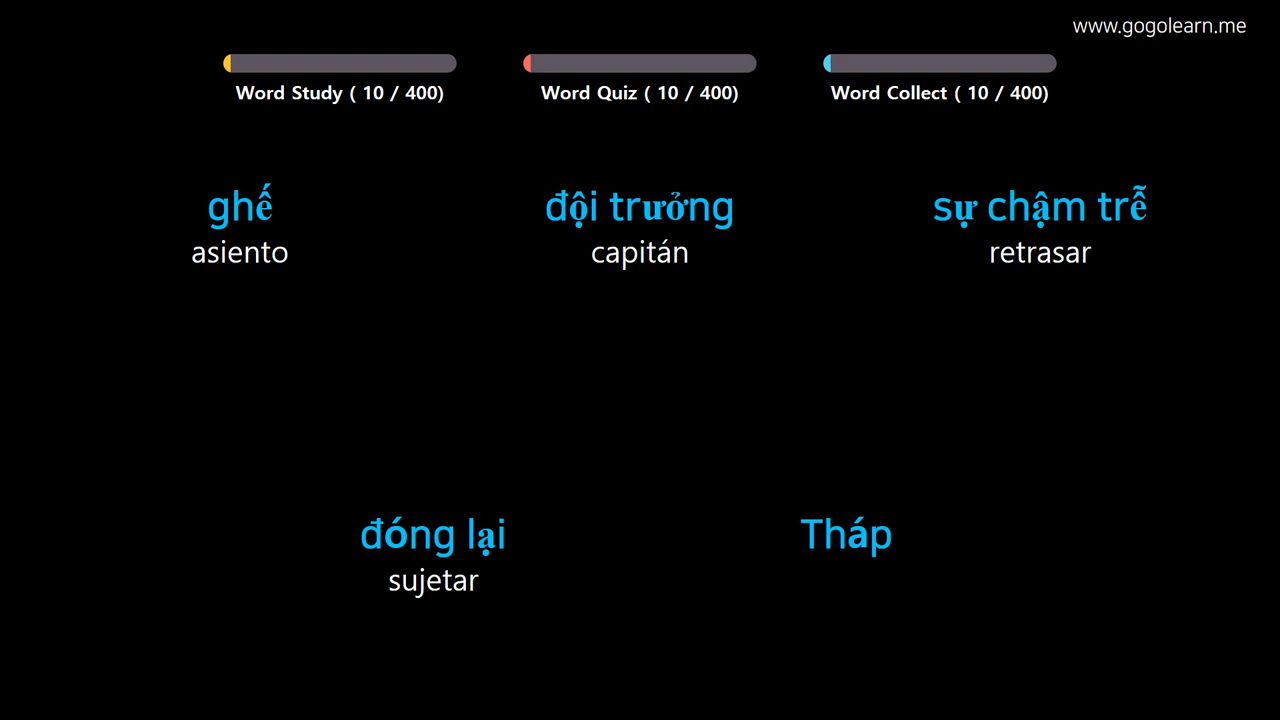 www.gogolearn.me
Word Study ( 10 / 400)
Word Quiz ( 10 / 400)
Word Collect ( 10 / 400)
ghế
asiento
đội trưởng
capitán
sự chậm trễ
retrasar
đóng lại
sujetar
Tháp